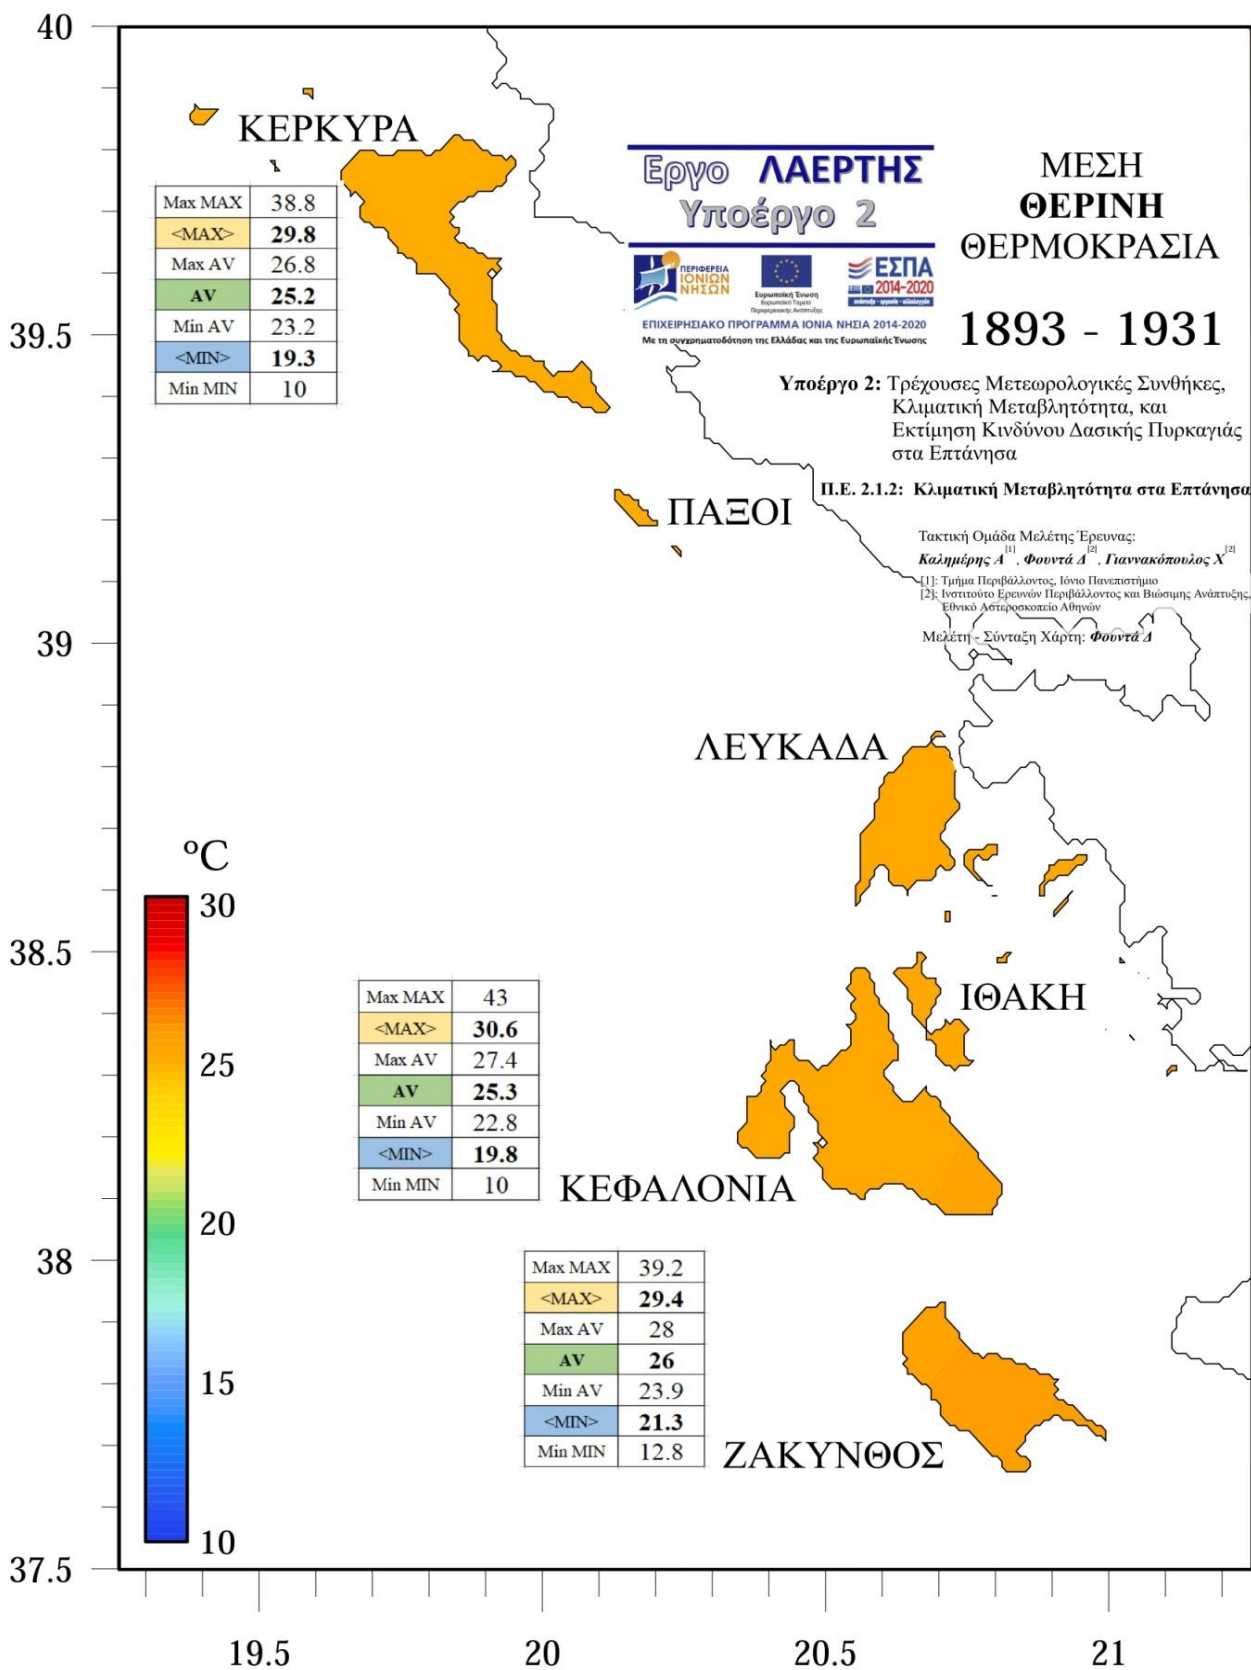 40
ΚΕΡΚΥΡΑ
Max MAX 38.8
<MAX> 29.8
Max AV 26.8
AV 25.2
Min AV 23.2
<MIN> 19.3
Min MIN 10
Εργο ΛΑΕΡΤΗΣ
Υποέργο 2
ΠΕΡΙΦΕΡΕΙΑ
ΙΟΝΙΩΝ
ΝΗΣΩΝ
Ευρωπαϊκή Ένωση
Ευρωπαϊκό Ταμείο
Περιφερειακής Ανάπτυξης
ΕΣΠΑ
2014-2020
ανάπτυξη - εργασία - αλληλεγγύη
ΕΠΙΧΕΙΡΗΣΙΑΚΟ ΠΡΟΓΡΑΜΜΑ ΙΟΝΙΑ ΝΗΣΙΑ 2014-2020
Με τη συγχρηματοδότηση της Ελλάδας και της Ευρωπαϊκής Ένωσης
ΜΕΣΗ
ΘΕΡΙΝΗ
ΘΕΡΜΟΚΡΑΣΙΑ
1893 - 1931
39.5
Υποέργο 2: Τρέχουσες Μετεωρολογικές Συνθήκες,
Κλιματική Μεταβλητότητα, και
Εκτίμηση Κινδύνου Δασικής Πυρκαγιάς
στα Επτάνησα
Π.Ε. 2.1.2: Κλιματική Μεταβλητότητα στα Επτάνησα
ΠΑΞΟΙ
Τακτική Ομάδα Μελέτης Έρευνας:
Καλημέρης Α[1], Φουντά Δ[2], Γιαννακόπουλος Χ[2]
[1]: Τμήμα Περιβάλλοντος, Ιόνιο Πανεπιστήμιο
[2]: Ινστιτούτο Ερευνών Περιβάλλοντος και Βιώσιμης Ανάπτυξης,
Εθνικό Αστεροσκοπείο Αθηνών
Μελέτη - Σύνταξη Χάρτη: Φουντά Δ
39
ΛΕΥΚΑΔΑ
°C
30
25
20
15
10
38.5
ΙΘΑΚΗ
Max MAX 43
<MAX> 30.6
Max AV 27.4
AV 25.3
Min AV 22.8
<MIN> 19.8
Min MIN 10
ΚΕΦΑΛΟΝΙΑ
38
Max MAX 39.2
<MAX> 29.4
Max AV 28
AV 26
Min AV 23.9
<MIN> 21.3
Min MIN 12.8
ΖΑΚΥΝΘΟΣ
37.5
19.5 20 20.5 21